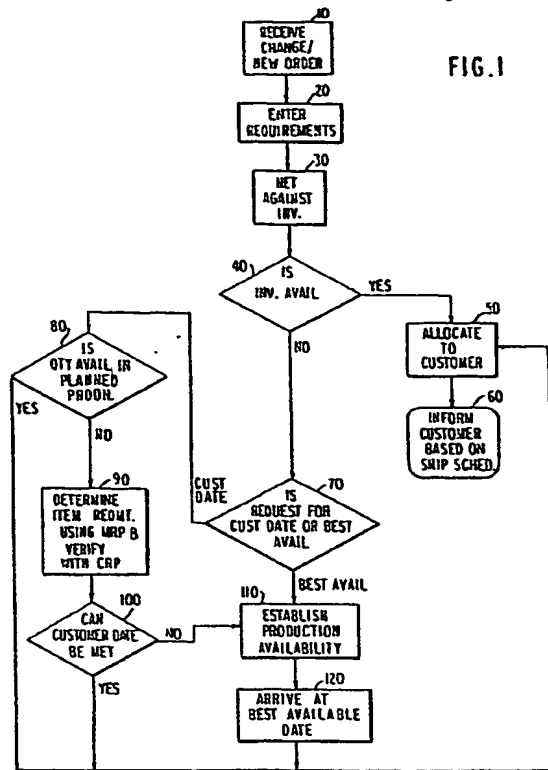 FIG.1
10
RECEIVE
CHANGE/
NEW ORDER
20
ENTER
REQUIREMENTS
30
NET
AGAINST
INV.
40
IS
INV. AVAIL
YES
NO
50
ALLOCATE
TO
CUSTOMER
60
INFORM
CUSTOMER
BASED ON
SHIP SCHED.
70
IS
REQUEST FOR
CUST DATE OR BEST
AVAIL
CUST
DATE
BEST AVAIL
80
IS
QTY AVAIL. IN
PLANNED
PRODN.
YES
NO
90
DETERMINE
ITEM REQMT.
USING MRP &
VERIFY
WITH CRP
100
CAN
CUSTOMER DATE
BE MET
NO
YES
110
ESTABLISH
PRODUCTION
AVAILABILITY
120
ARRIVE AT
BEST AVAILABLE
DATE